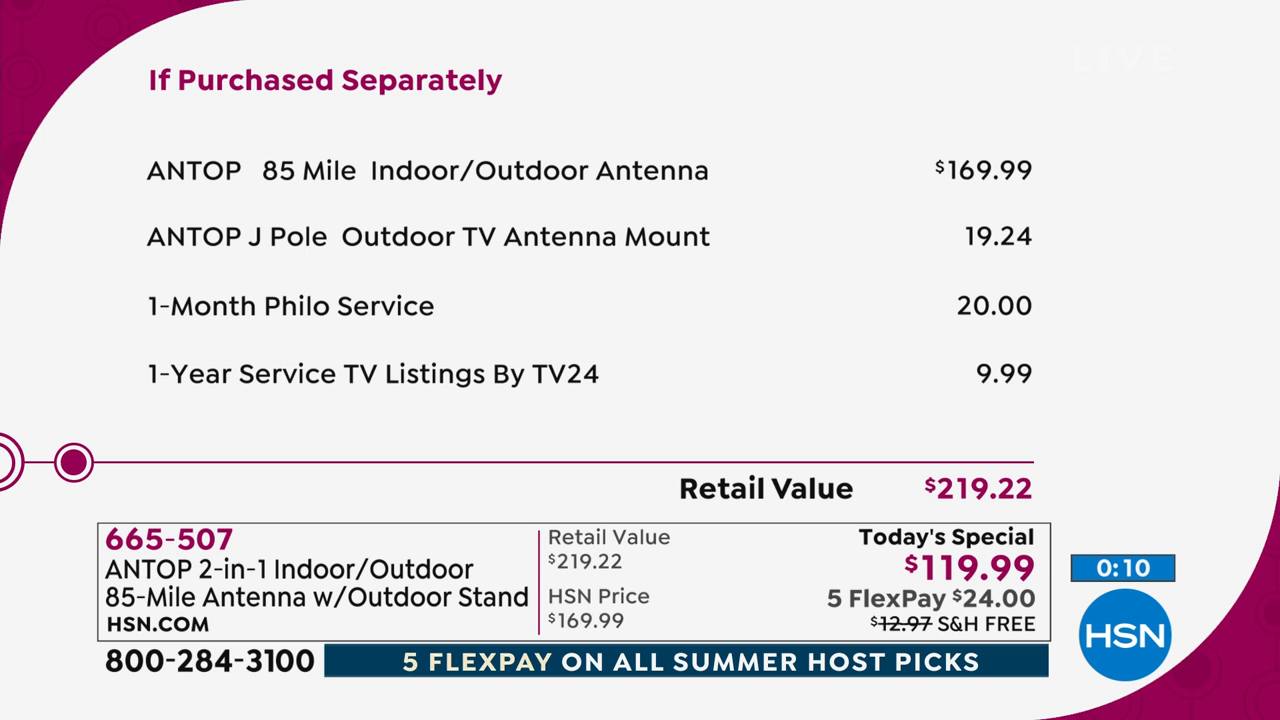 LIVE
If Purchased Separately
ANTOP 85 Mile Indoor/Outdoor Antenna $169.99
ANTOP J Pole Outdoor TV Antenna Mount 19.24
1-Month Philo Service 20.00
1-Year Service TV Listings By TV24 9.99
Retail Value $219.22
665-507
ANTOP 2-in-1 Indoor/Outdoor
85-Mile Antenna w/Outdoor Stand
HSN.COM
Retail Value
$219.22
HSN Price
$169.99
Today's Special
$119.99
5 FlexPay $24.00
$12.97 S&H FREE
0:10
HSN
800-284-3100
5 FLEXPAY ON ALL SUMMER HOST PICKS